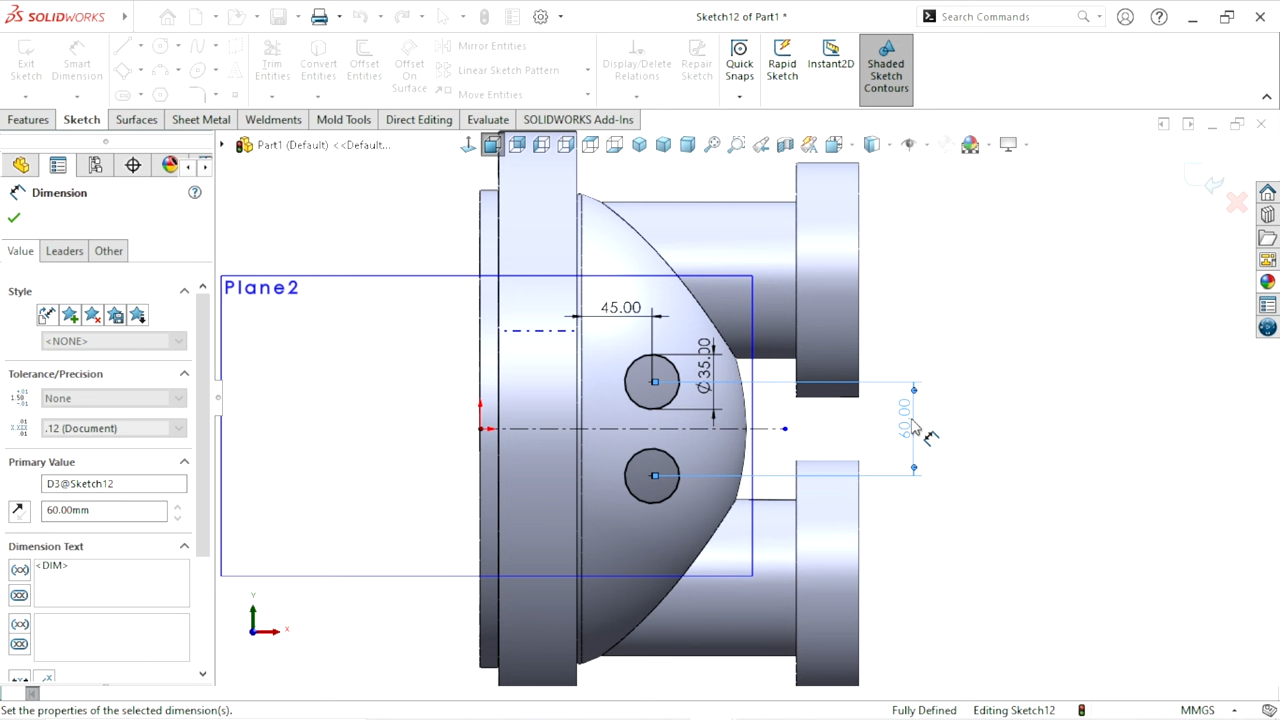 SOLIDWORKS
Sketch12 of Part1 *
Search Commands
Exit Sketch
Smart Dimension
Trim Entities
Convert Entities
Offset Entities
Offset On Surface
Mirror Entities
Linear Sketch Pattern
Move Entities
Display/Delete Relations
Repair Sketch
Quick Snaps
Rapid Sketch
Instant2D
Shaded Sketch Contours
Features
Sketch
Surfaces
Sheet Metal
Weldments
Mold Tools
Direct Editing
Evaluate
SOLIDWORKS Add-Ins
Part1 (Default) <<Default...
Dimension
Value
Leaders
Other
Style
<NONE>
Tolerance/Precision
None
.12 (Document)
Primary Value
D3@Sketch12
60.00mm
Dimension Text
<DIM>
Plane2
45.00
Ø35.00
60.00
Y
X
Set the properties of the selected dimension(s).
Fully Defined
Editing Sketch12
MMGS